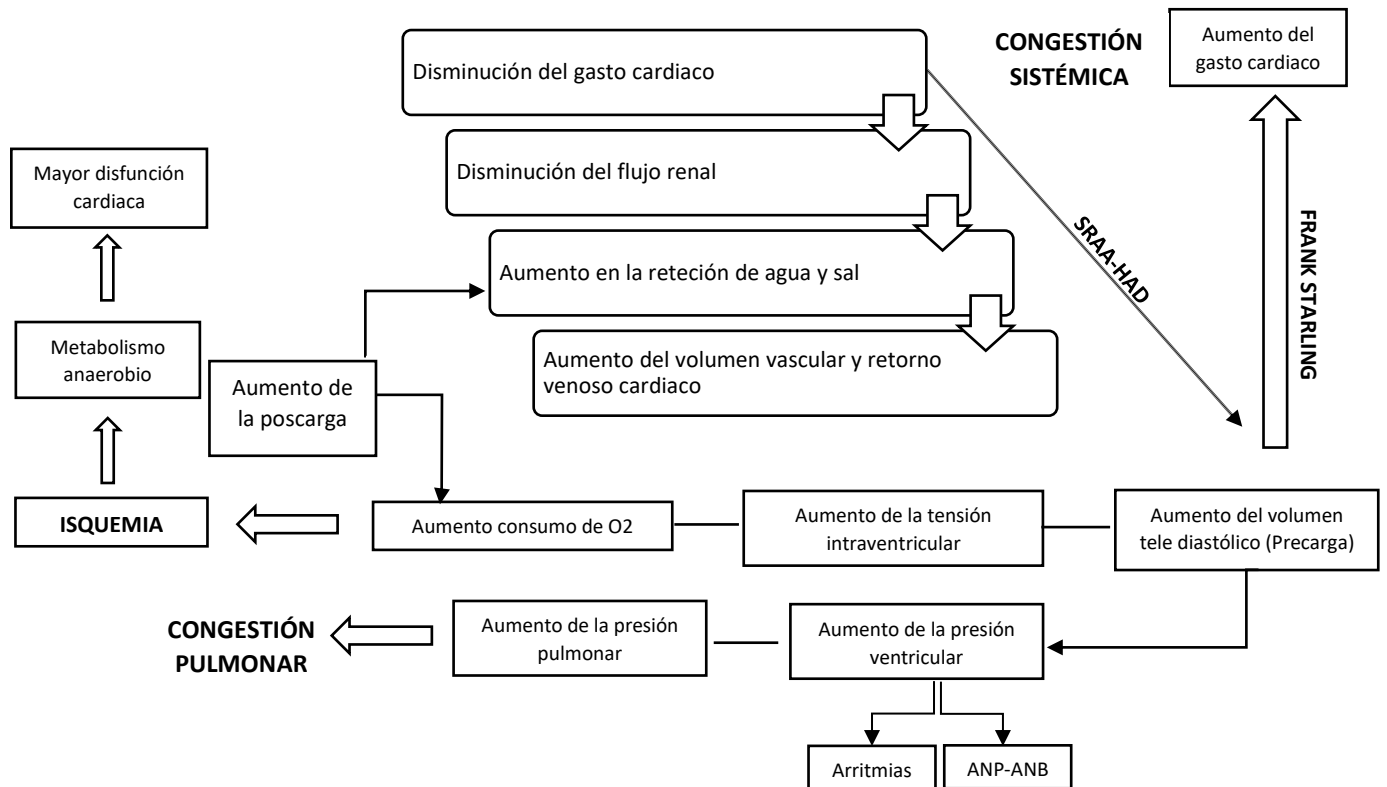 Disminución del gasto cardiaco
CONGESTIÓN
SISTÉMICA
Aumento del
gasto cardiaco
Mayor disfunción
cardiaca
Disminución del flujo renal
SRAA-HAD
FRANK STARLING
Aumento en la reteción de agua y sal
Metabolismo
anaerobio
Aumento de
la poscarga
Aumento del volumen vascular y retorno
venoso cardiaco
ISQUEMIA
Aumento consumo de O2
Aumento de la tensión
intraventricular
Aumento del volumen
tele diastólico (Precarga)
CONGESTIÓN
PULMONAR
Aumento de la presión
pulmonar
Aumento de la presión
ventricular
Arritmias
ANP-ANB